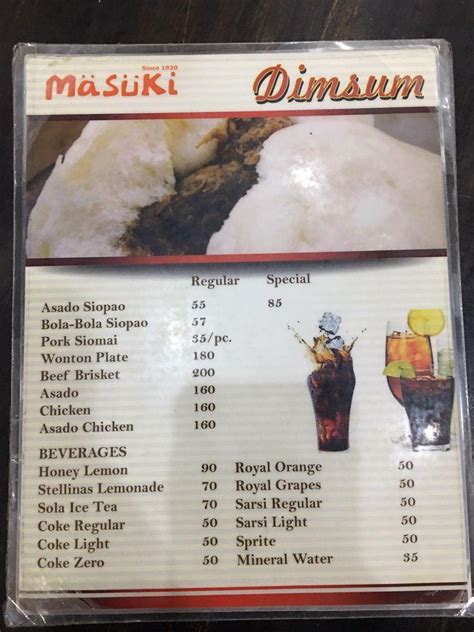 Since 1930
MäSüKi
Dimsum
Regular Special
Asado Siopao 55 85
Bola-Bola Siopao 57
Pork Siomai 35/pc.
Wonton Plate 180
Beef Brisket 200
Asado 160
Chicken 160
Asado Chicken 160
BEVERAGES
Honey Lemon 90 Royal Orange 50
Stellinas Lemonade 70 Royal Grapes 50
Sola Ice Tea 70 Sarsi Regular 50
Coke Regular 50 Sarsi Light 50
Coke Light 50 Sprite 50
Coke Zero 50 Mineral Water 35